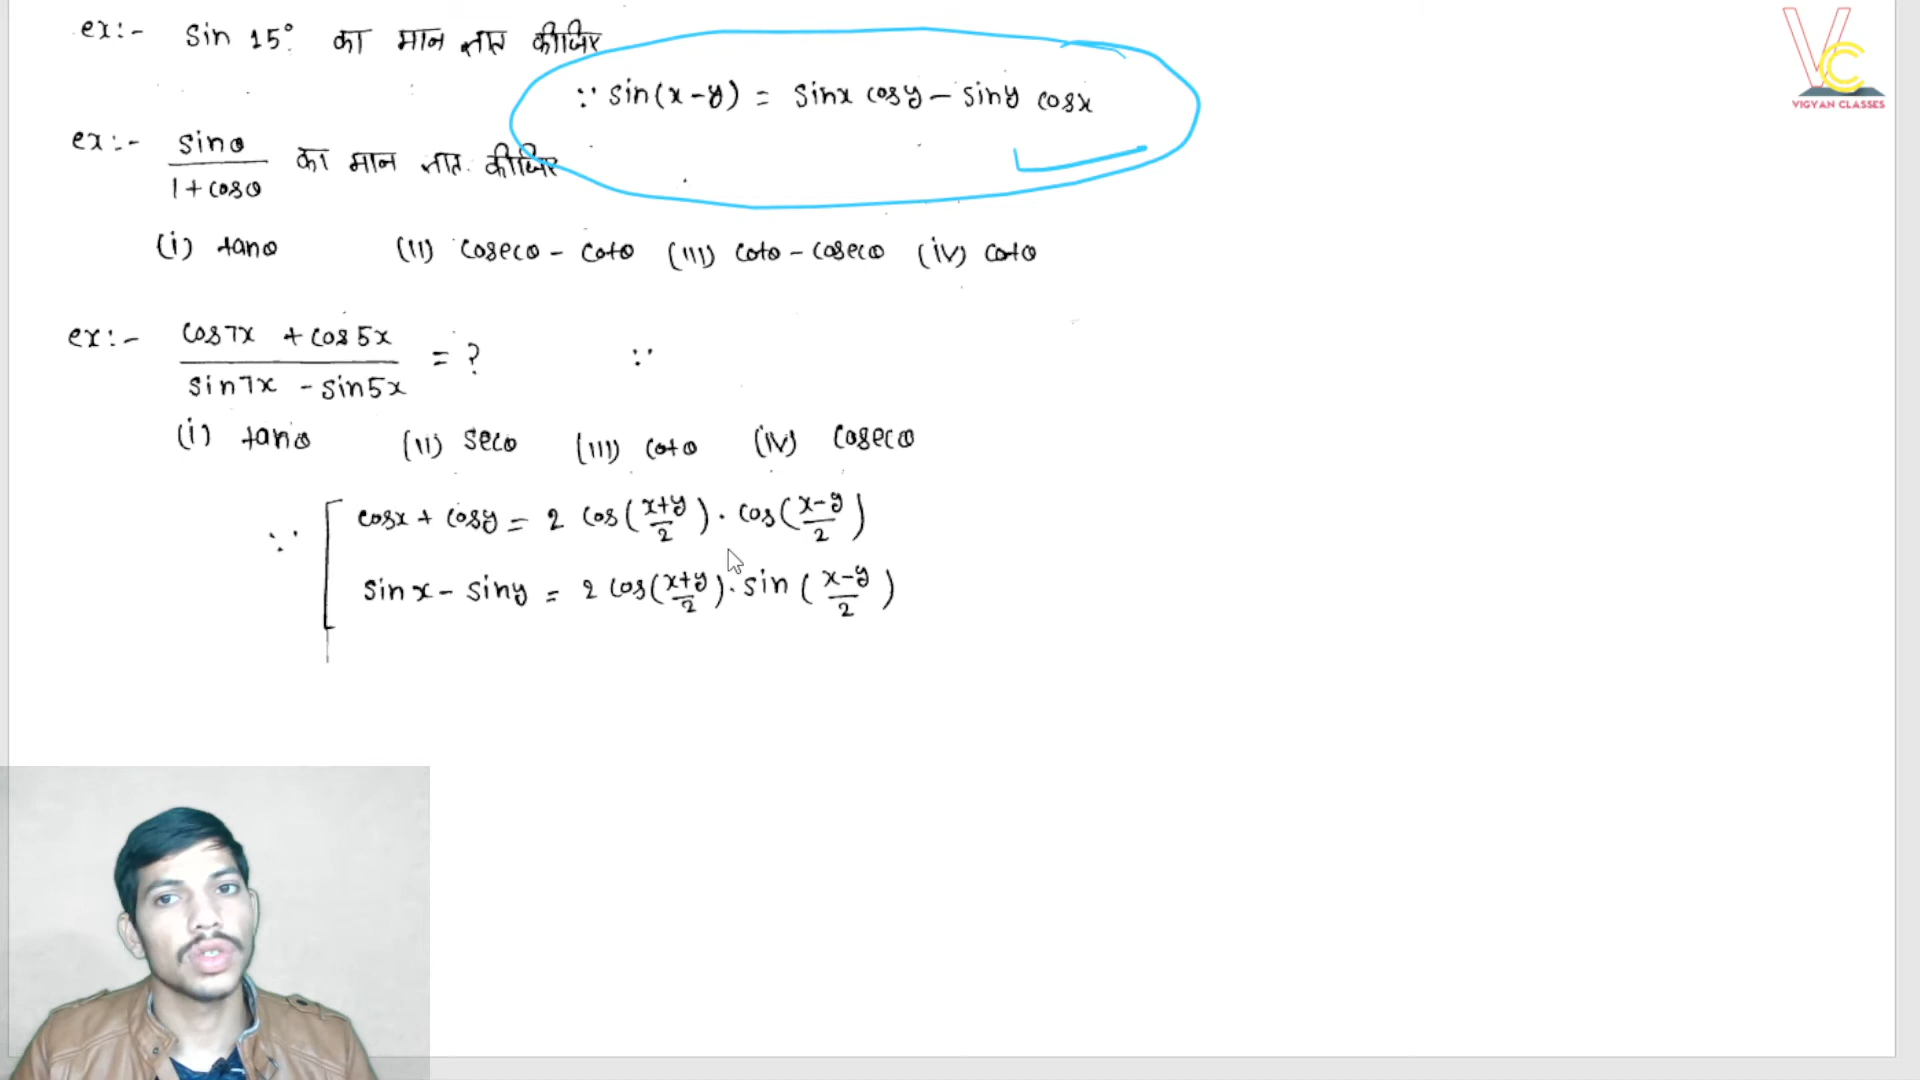 ex:- sin 15° का मान ज्ञात कीजिए
∵ sin(x-y) = sinx cosy - siny cosx
VIGYAN CLASSES
ex:- sinθ / 1+cosθ का मान ज्ञात कीजिए
(i) tanθ (ii) cosecθ - cotθ (iii) cotθ - cosecθ (iv) cotθ
ex:- cos7x + cos5x / sin7x - sin5x = ? ∵
(i) tanθ (ii) secθ (iii) cotθ (iv) cosecθ
∵ [ cosx + cosy = 2 cos(x+y/2) . cos(x-y/2)
sinx - siny = 2 cos(x+y/2) . sin(x-y/2)